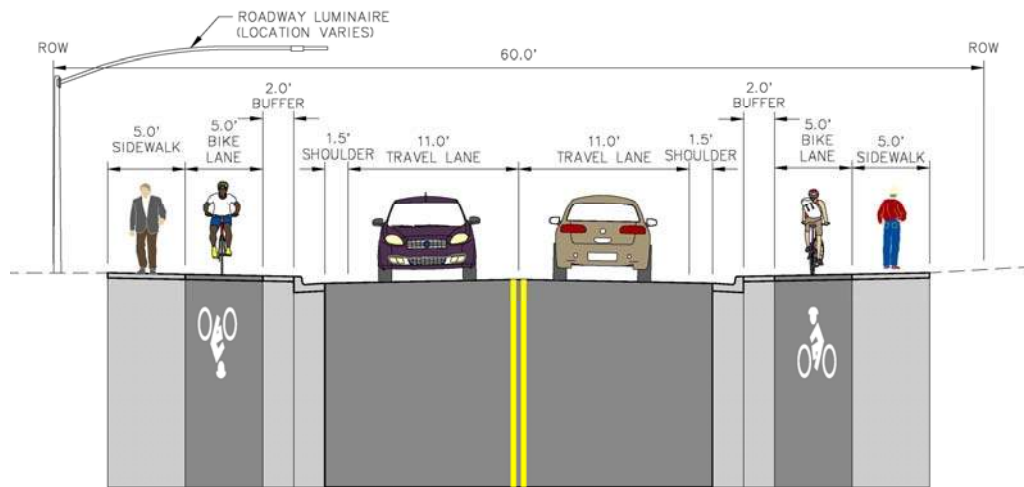 ROADWAY LUMINAIRE
(LOCATION VARIES)
ROW
ROW
60.0'
2.0'
BUFFER
2.0'
BUFFER
5.0'
SIDEWALK
5.0'
BIKE
LANE
1.5'
SHOULDER
11.0'
TRAVEL LANE
11.0'
TRAVEL LANE
1.5'
SHOULDER
5.0'
BIKE
LANE
5.0'
SIDEWALK